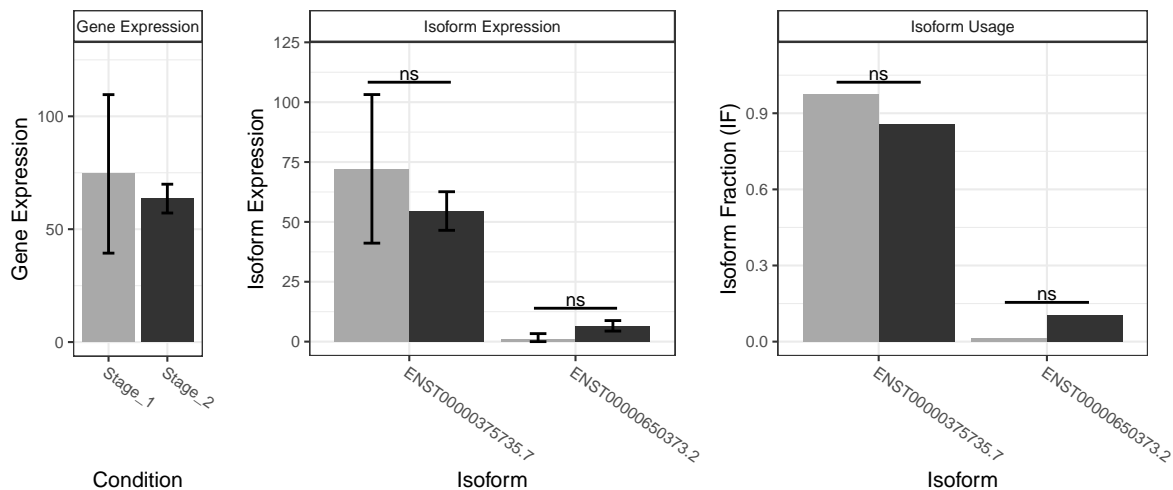 Gene Expression
Gene Expression
100
50
0
Stage_1
Stage_2
Condition
Isoform Expression
Isoform Expression
125
100
75
50
25
0
ns
ns
ENST00000375735.7
ENST00000650373.2
Isoform
Isoform Usage
Isoform Fraction (IF)
0.9
0.6
0.3
0.0
ns
ns
ENST00000375735.7
ENST00000650373.2
Isoform